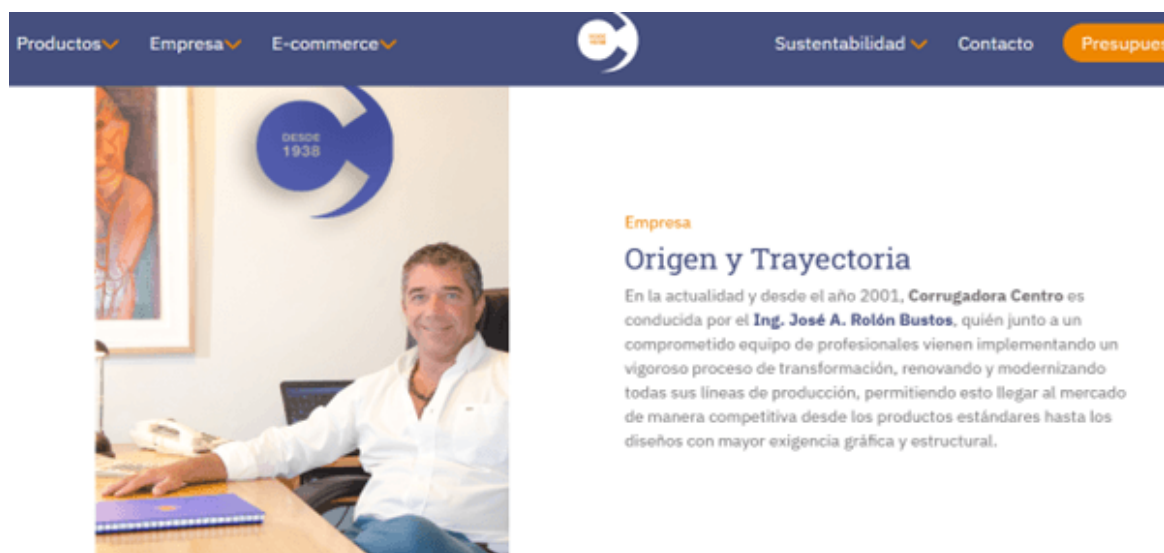 Productos Empresa E-commerce DESDE 1938 Sustentabilidad Contacto Presupues
DESDE
1938
Empresa
Origen y Trayectoria
En la actualidad y desde el año 2001, Corrugadora Centro es
conducida por el Ing. José A. Rolón Bustos, quién junto a un
comprometido equipo de profesionales vienen implementando un
vigoroso proceso de transformación, renovando y modernizando
todas sus líneas de producción, permitiendo esto llegar al mercado
de manera competitiva desde los productos estándares hasta los
diseños con mayor exigencia gráfica y estructural.